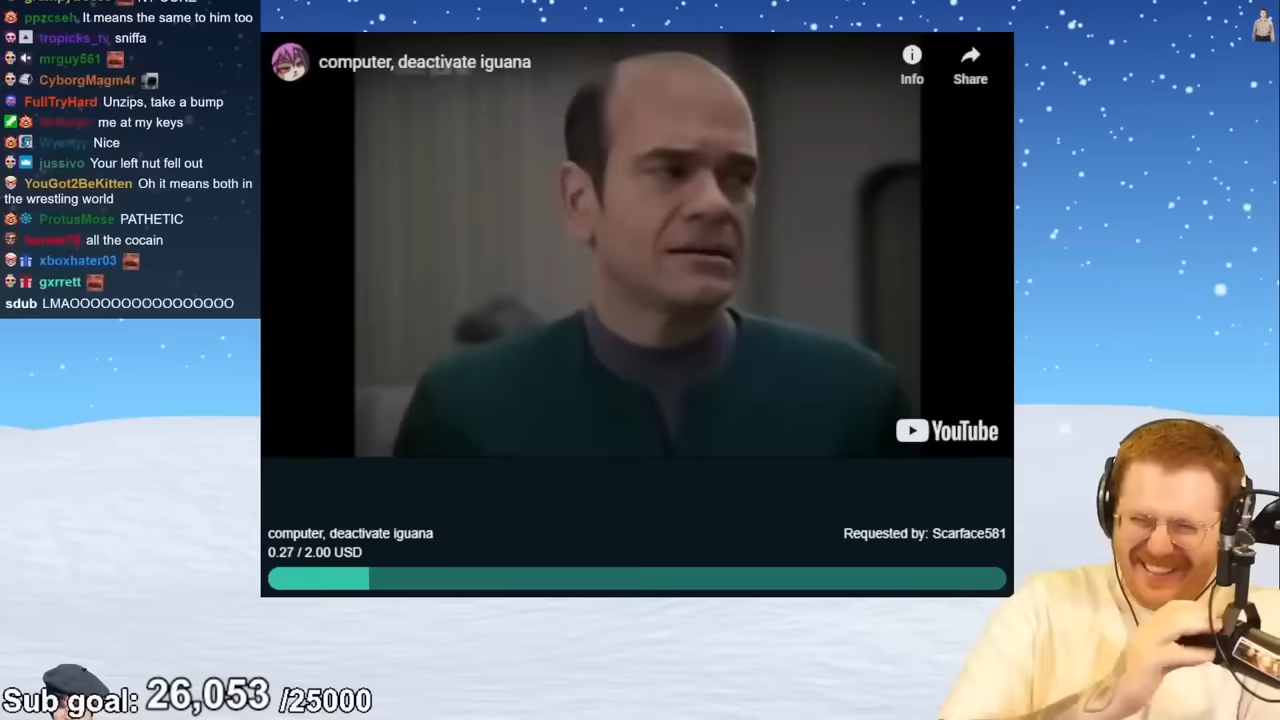 ppzcseh It means the same to him too
tropicks_tv sniffa
mrguy561
CyborgMagm4r
FullTryHard Unzips, take a bump
me at my keys
Nice
jussivo Your left nut fell out
YouGot2BeKitten Oh it means both in
the wrestling world
ProtusMose PATHETIC
all the cocain
xboxhater03
gxrrett
sdub LMAOOOOOOOOOOOOOOOO
computer, deactivate iguana
Info
Share
YouTube
computer, deactivate iguana
Requested by: Scarface581
0.27 / 2.00 USD
Sub goal: 26,053 /25000